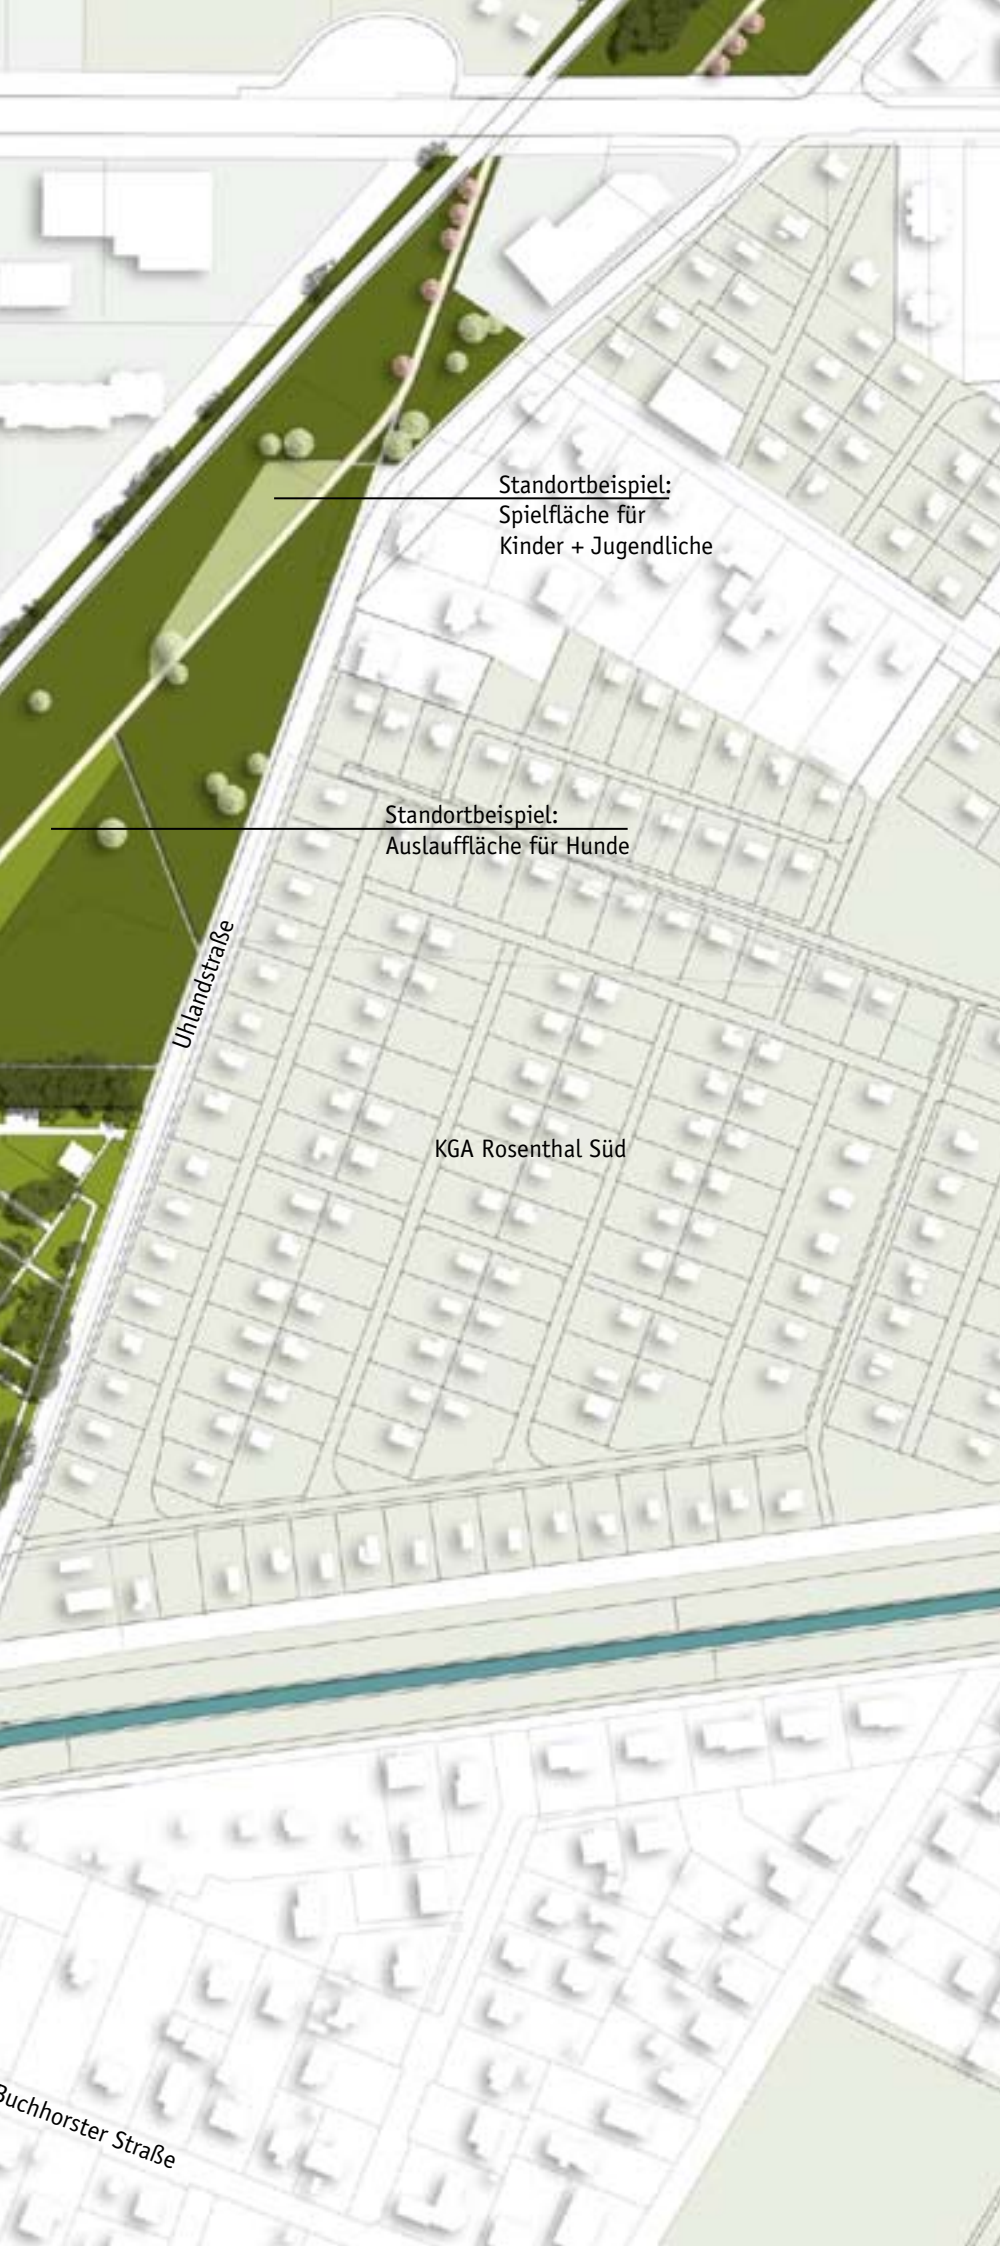 Standortbeispiel:
Spielfläche für
Kinder + Jugendliche
Standortbeispiel:
Auslauffläche für Hunde
Uhlandstraße
KGA Rosenthal Süd
Buchhorster Straße